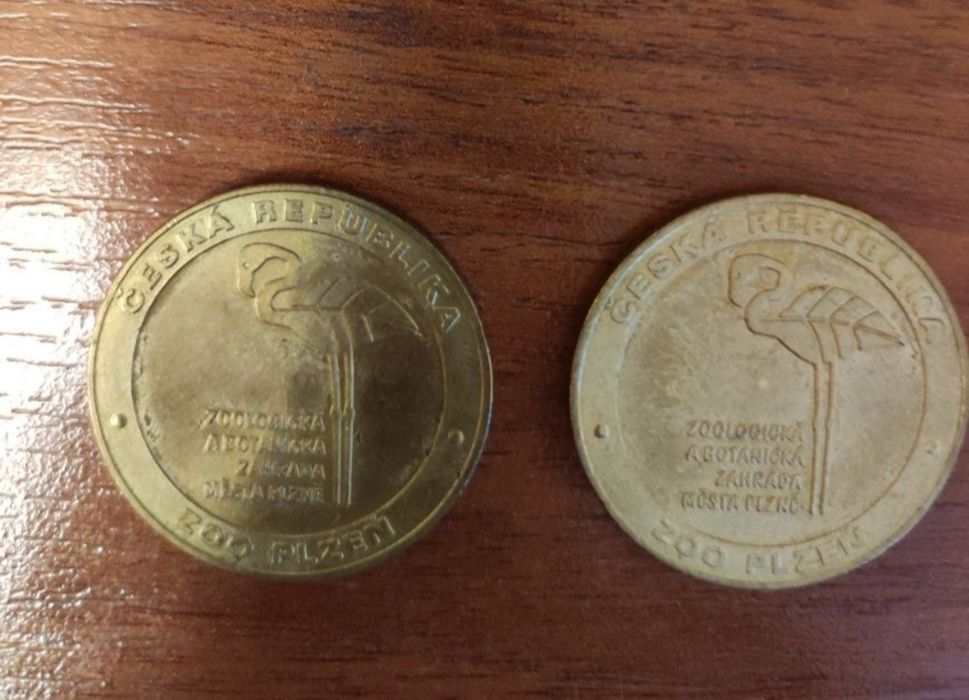 ČESKÁ REPUBLIKA
ZOOLOGICKÁ
A BOTANICKÁ
ZAHRADA
MĚSTA PLZNĚ
ZOO PLZEŇ
ČESKÁ REPUBLIKA
ZOOLOGICKÁ
A BOTANICKÁ
ZAHRADA
MĚSTA PLZNĚ
ZOO PLZEŇ